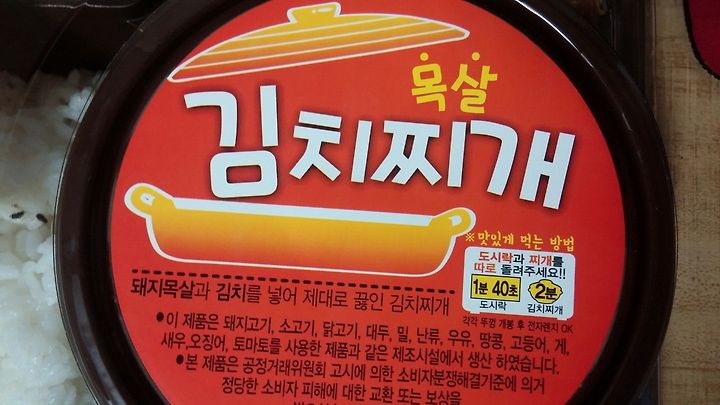 목살
김치찌개
※맛있게 먹는 방법
도시락과 찌개를
따로 돌려주세요!!
1분 40초 2분
도시락 김치찌개
각각 뚜껑 개봉 후 전자렌지 OK
돼지목살과 김치를 넣어 제대로 끓인 김치찌개
●이 제품은 돼지고기, 소고기, 닭고기, 대두, 밀, 난류, 우유, 땅콩, 고등어, 게,
새우,오징어, 토마토를 사용한 제품과 같은 제조시설에서 생산 하였습니다.
●본 제품은 공정거래위원회 고시에 의한 소비자분쟁해결기준에 의거
정당한 소비자 피해에 대한 교환 또는 보상을